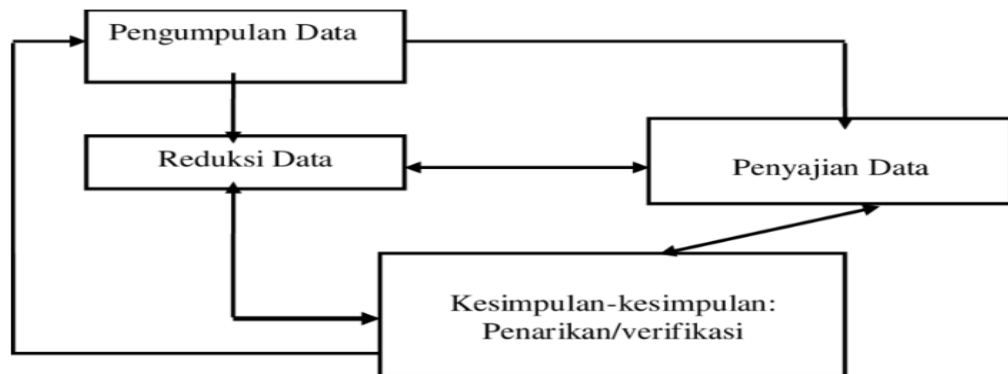 Pengumpulan Data
Reduksi Data
Penyajian Data
Kesimpulan-kesimpulan:
Penarikan/verifikasi